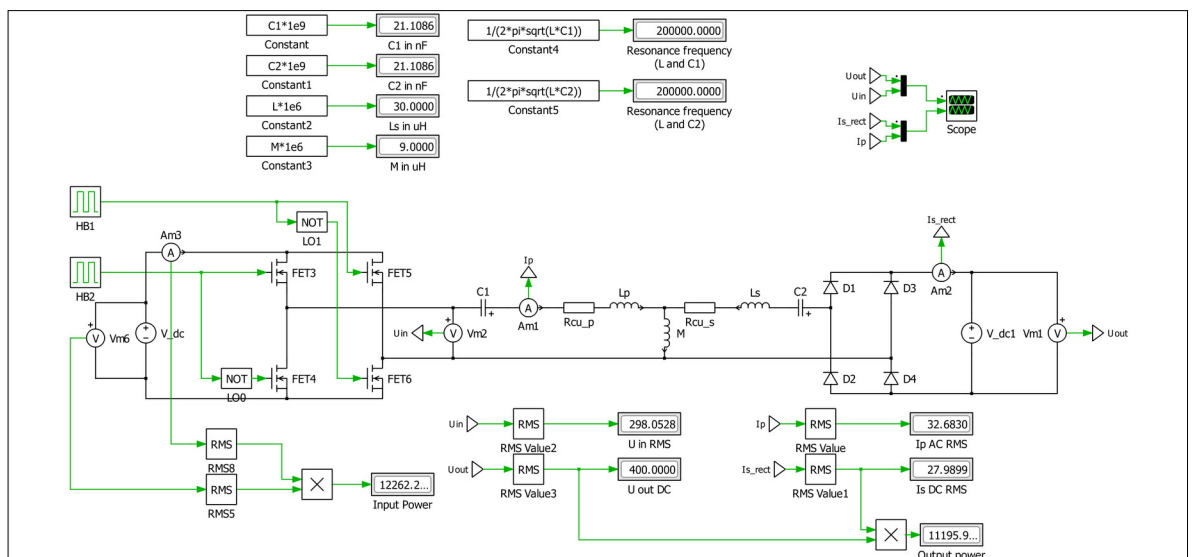 C1*1e9
Constant
21.1086
C1 in nF
C2*1e9
Constant1
21.1086
C2 in nF
L*1e6
Constant2
30.0000
Ls in uH
M*1e6
Constant3
9.0000
M in uH
1/(2*pi*sqrt(L*C1))
Constant4
200000.0000
Resonance frequency
(L and C1)
1/(2*pi*sqrt(L*C2))
Constant5
200000.0000
Resonance frequency
(L and C2)
Uout
Uin
Is_rect
Ip
Scope
HB1
HB2
NOT
LO1
Am3
A
FET3
FET5
V
Vm6
V_dc
NOT
LO0
FET4
FET6
Uin
V
Vm2
C1
Ip
A
Am1
Rcu_p
Lp
M
Rcu_s
Ls
C2
D1
D3
D2
D4
Is_rect
A
Am2
V_dc1
Vm1
V
Uout
RMS
RMS8
RMS
RMS5
12262.2...
Input Power
Uin
RMS
RMS Value2
298.0528
U in RMS
Uout
RMS
RMS Value3
400.0000
U out DC
Ip
RMS
RMS Value
32.6830
Ip AC RMS
Is_rect
RMS
RMS Value1
27.9899
Is DC RMS
11195.9...
Output power